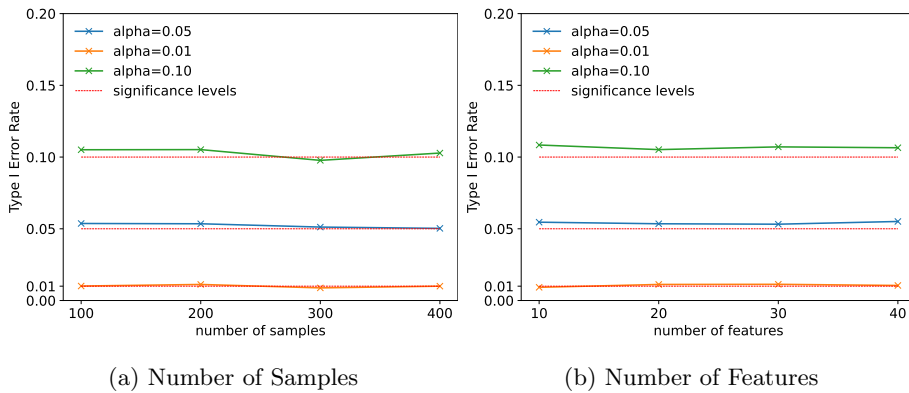 0.20
0.15
0.10
0.05
0.01
0.00
Type I Error Rate
alpha=0.05
alpha=0.01
alpha=0.10
significance levels
100 200 300 400
number of samples
(a) Number of Samples
0.20
0.15
0.10
0.05
0.01
0.00
Type I Error Rate
alpha=0.05
alpha=0.01
alpha=0.10
significance levels
10 20 30 40
number of features
(b) Number of Features